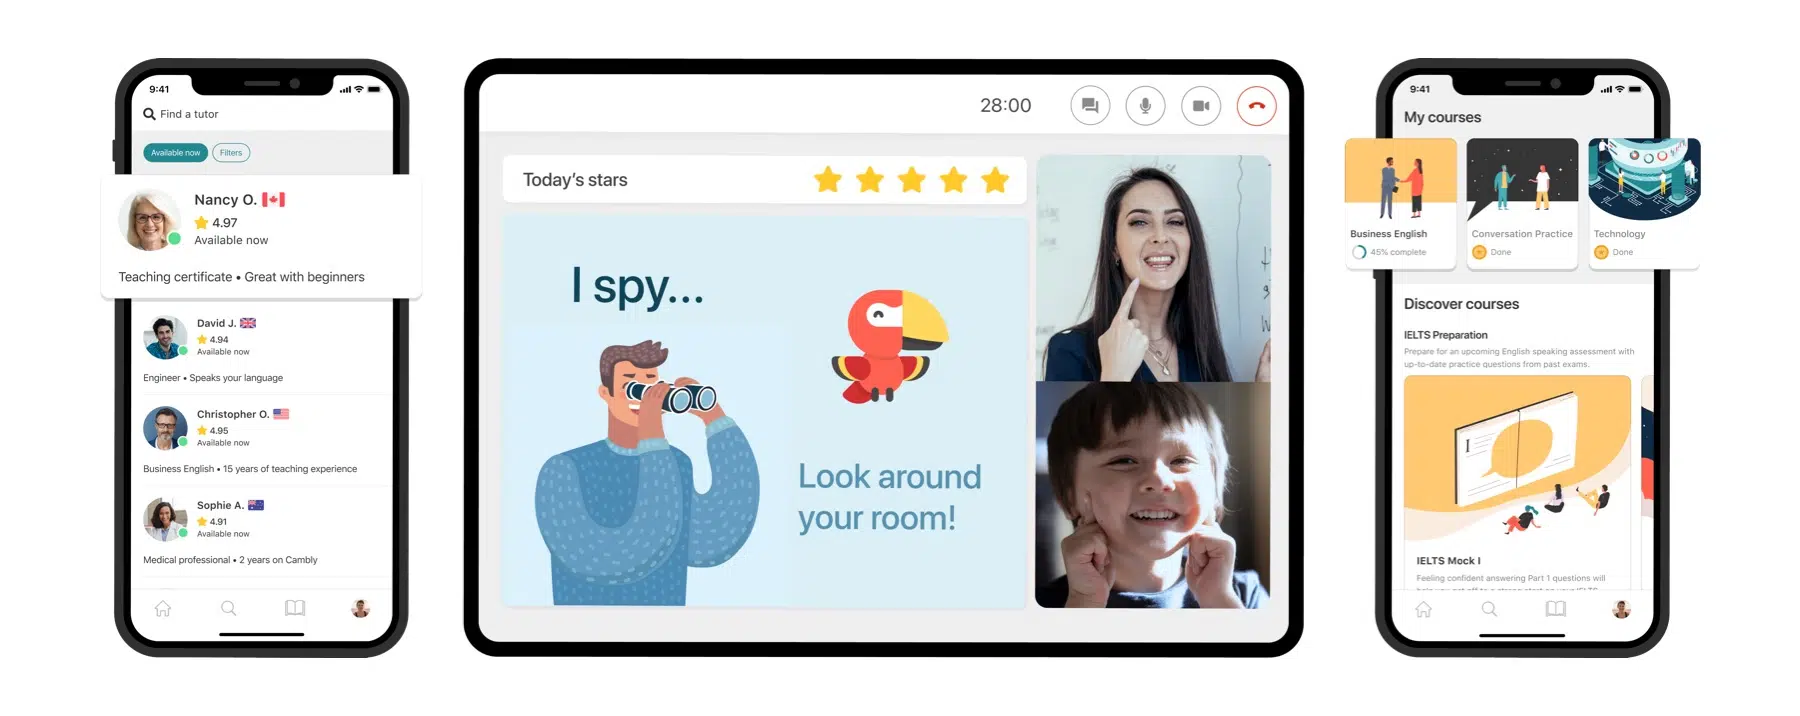 9:41
Find a tutor
Available now
Filters
Nancy O.
4.97
Available now
Teaching certificate • Great with beginners
David J.
4.94
Available now
Engineer • Speaks your language
Christopher O.
4.95
Available now
Business English • 15 years of teaching experience
Sophie A.
4.91
Available now
Medical professional • 2 years on Cambly
28:00
Today's stars
I spy...
Look around
your room!
9:41
My courses
Business English
45% complete
Conversation Practice
Done
Technology
Done
Discover courses
IELTS Preparation
Prepare for an upcoming English speaking assessment with
up-to-date practice questions from past exams.
I
IELTS Mock I
Feeling confident answering Part 1 questions will